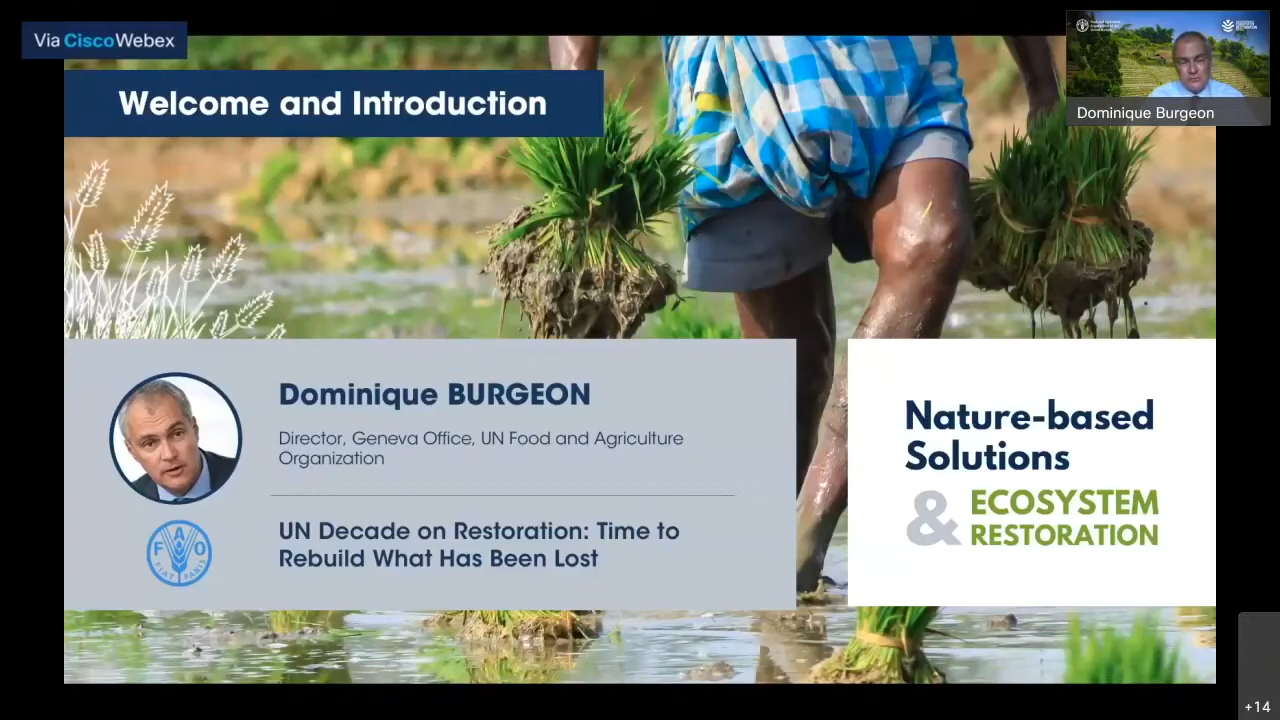 Via CiscoWebex
Welcome and Introduction
Dominique Burgeon
Dominique BURGEON
Director, Geneva Office, UN Food and Agriculture
Organization
UN Decade on Restoration: Time to
Rebuild What Has Been Lost
F A O
FIAT PANIS
Nature-based
Solutions
& ECOSYSTEM
RESTORATION
+14